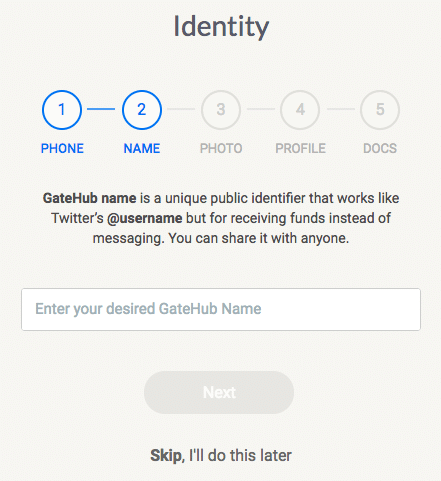 Identity
1 2 3 4 5
PHONE NAME PHOTO PROFILE DOCS
GateHub name is a unique public identifier that works like
Twitter's @username but for receiving funds instead of
messaging. You can share it with anyone.
Enter your desired GateHub Name
Next
Skip, I'll do this later